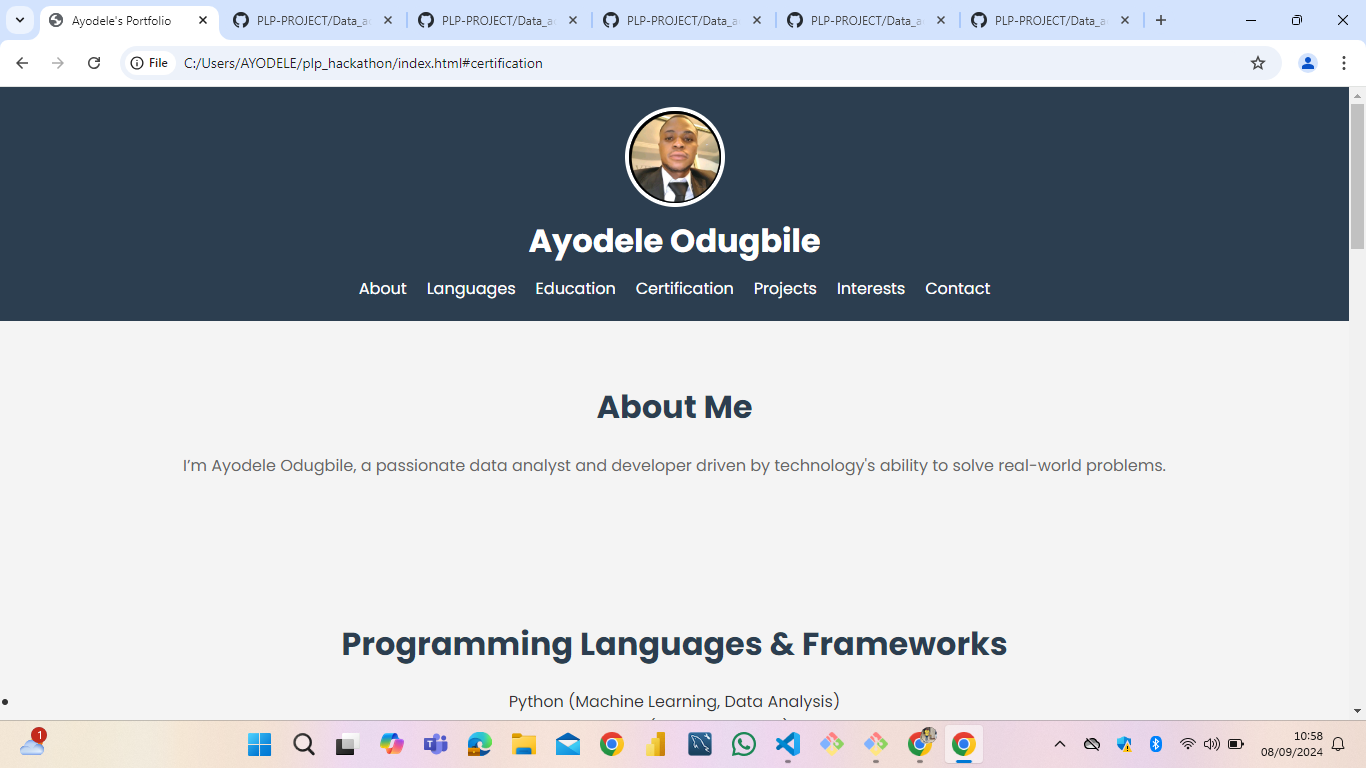 Ayodele's Portfolio
PLP-PROJECT/Data_a
PLP-PROJECT/Data_a
PLP-PROJECT/Data_a
PLP-PROJECT/Data_a
PLP-PROJECT/Data_a
File
C:/Users/AYODELE/plp_hackathon/index.html#certification
Ayodele Odugbile
About Languages Education Certification Projects Interests Contact
About Me
I’m Ayodele Odugbile, a passionate data analyst and developer driven by technology's ability to solve real-world problems.
Programming Languages & Frameworks
Python (Machine Learning, Data Analysis)
1
10:58
08/09/2024